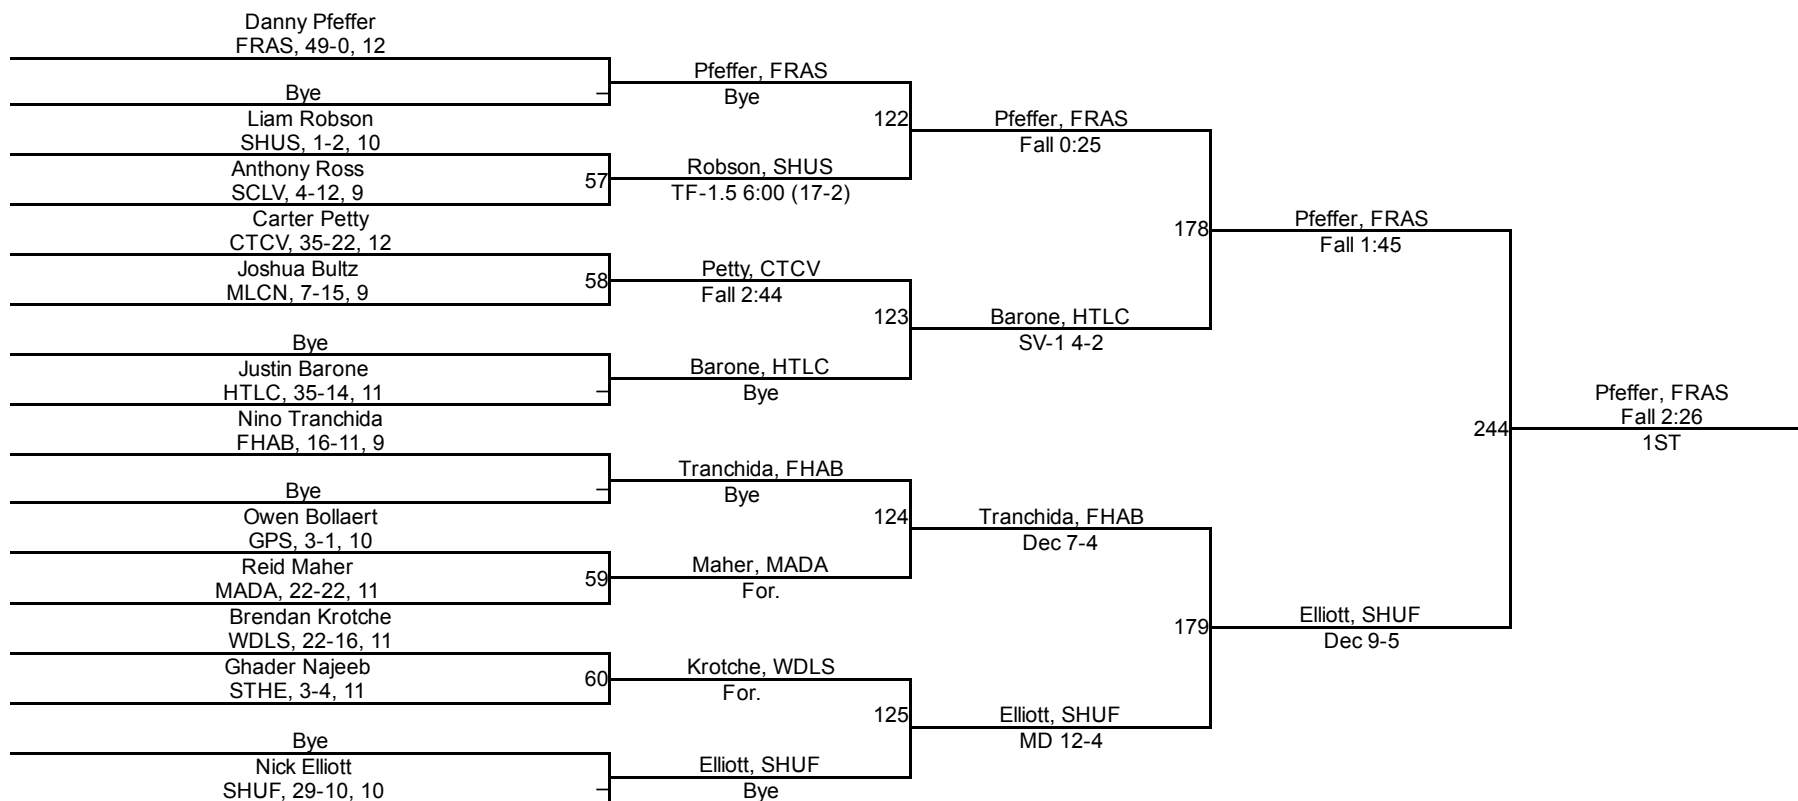 Danny Pfeffer
FRAS, 49-0, 12
Bye
Liam Robson
SHUS, 1-2, 10
Anthony Ross
SCLV, 4-12, 9
Carter Petty
CTCV, 35-22, 12
Joshua Bultz
MLCN, 7-15, 9
Bye
Justin Barone
HTLC, 35-14, 11
Nino Tranchida
FHAB, 16-11, 9
Bye
Owen Bollaert
GPS, 3-1, 10
Reid Maher
MADA, 22-22, 11
Brendan Krotche
WDLS, 22-16, 11
Ghader Najeeb
STHE, 3-4, 11
Bye
Nick Elliott
SHUF, 29-10, 10
–
57
58
–
–
59
60
–
Pfeffer, FRAS
Bye
Robson, SHUS
TF-1.5 6:00 (17-2)
Petty, CTCV
Fall 2:44
Barone, HTLC
Bye
Tranchida, FHAB
Bye
Maher, MADA
For.
Krotche, WDLS
For.
Elliott, SHUF
Bye
122
123
124
125
Pfeffer, FRAS
Fall 0:25
Barone, HTLC
SV-1 4-2
Tranchida, FHAB
Dec 7-4
Elliott, SHUF
MD 12-4
178
179
Pfeffer, FRAS
Fall 1:45
Elliott, SHUF
Dec 9-5
244
Pfeffer, FRAS
Fall 2:26
1ST